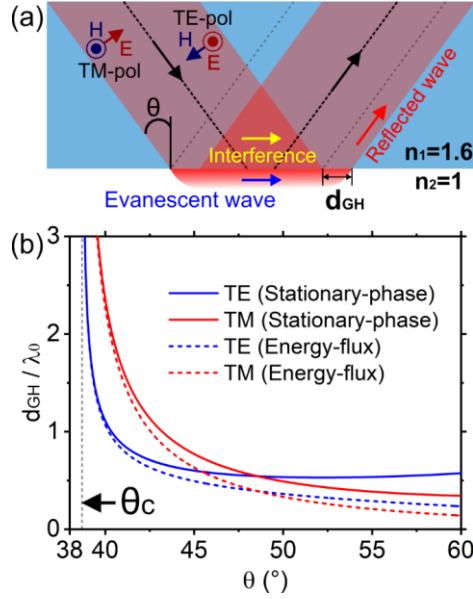 (a)
TE-pol
H
E
TM-pol
H
E
θ
Interference
Reflected wave
n₁=1.6
n₂=1
Evanescent wave
dGH
(b)
3
2
1
0
dGH / λ₀
TE (Stationary-phase)
TM (Stationary-phase)
TE (Energy-flux)
TM (Energy-flux)
θC
38 40 45 50 55 60
θ (°)